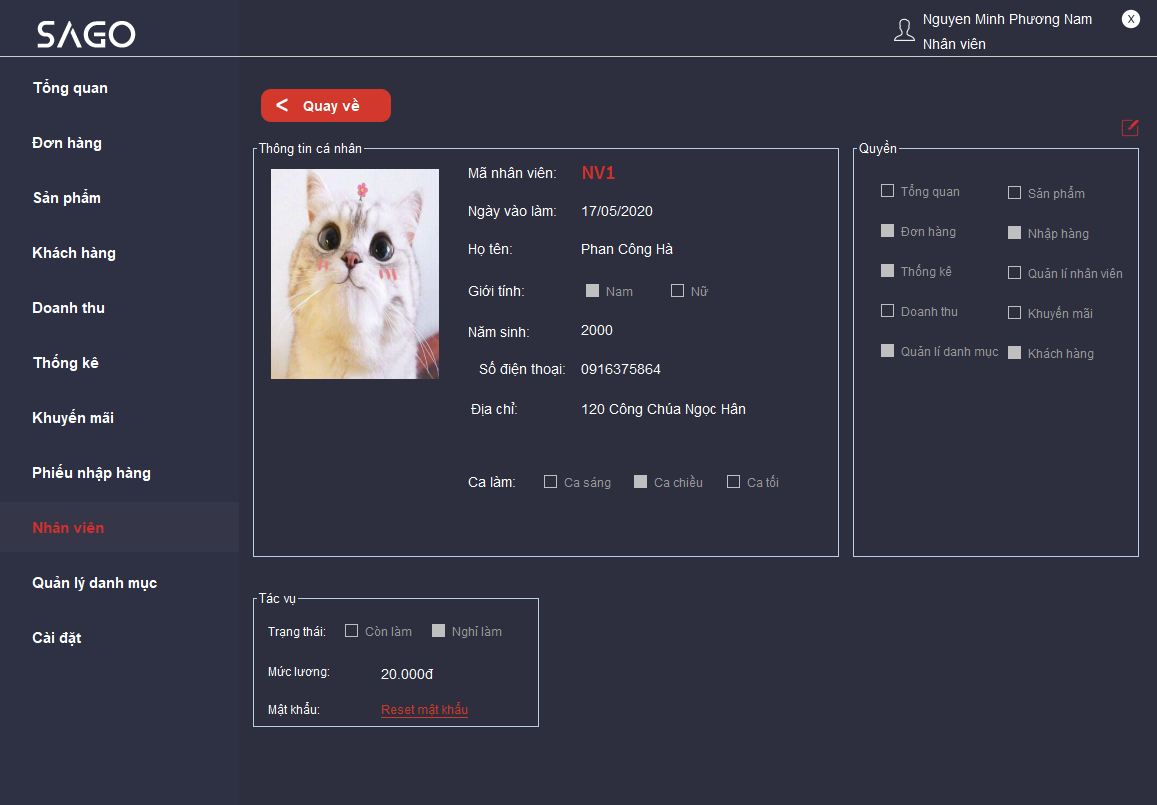 SAGO
Nguyen Minh Phương Nam
X
Nhân viên
Tổng quan
Đơn hàng
Sản phẩm
Khách hàng
Doanh thu
Thống kê
Khuyến mãi
Phiếu nhập hàng
Nhân viên
Quản lý danh mục
Cài đặt
< Quay về
Thông tin cá nhân
Mã nhân viên: NV1
Ngày vào làm: 17/05/2020
Họ tên: Phan Công Hà
Giới tính: Nam Nữ
Năm sinh: 2000
Số điện thoại: 0916375864
Địa chỉ: 120 Công Chúa Ngọc Hân
Ca làm: Ca sáng Ca chiều Ca tối
Quyền
Tổng quan Sản phẩm
Đơn hàng Nhập hàng
Thống kê Quản lí nhân viên
Doanh thu Khuyến mãi
Quản lí danh mục Khách hàng
Tác vụ
Trạng thái: Còn làm Nghỉ làm
Mức lương: 20.000đ
Mật khẩu: Reset mật khẩu